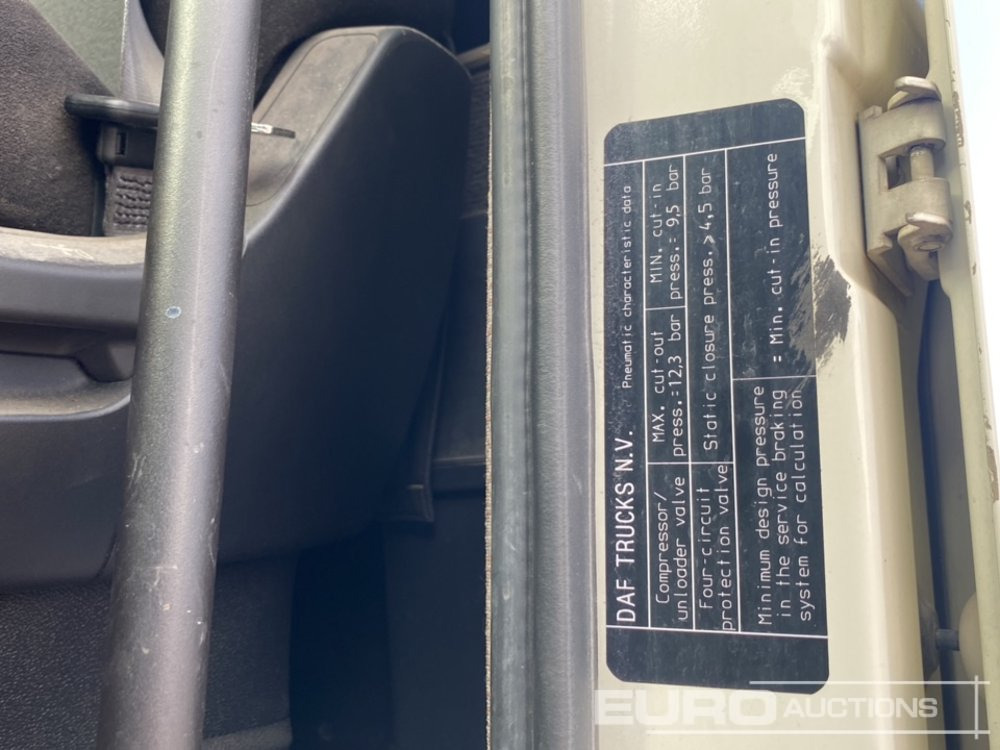 DAF TRUCKS N.V. Pneumatic characteristic data
Compressor/ MAX. cut-out MIN. cut-in
unloader valve press.=12,3 bar press.= 9,5 bar
Four-circuit Static closure press.>4,5 bar
protection valve
Minimum design pressure
in the service braking = Min. cut-in pressure
system for calculation
EURO AUCTIONS